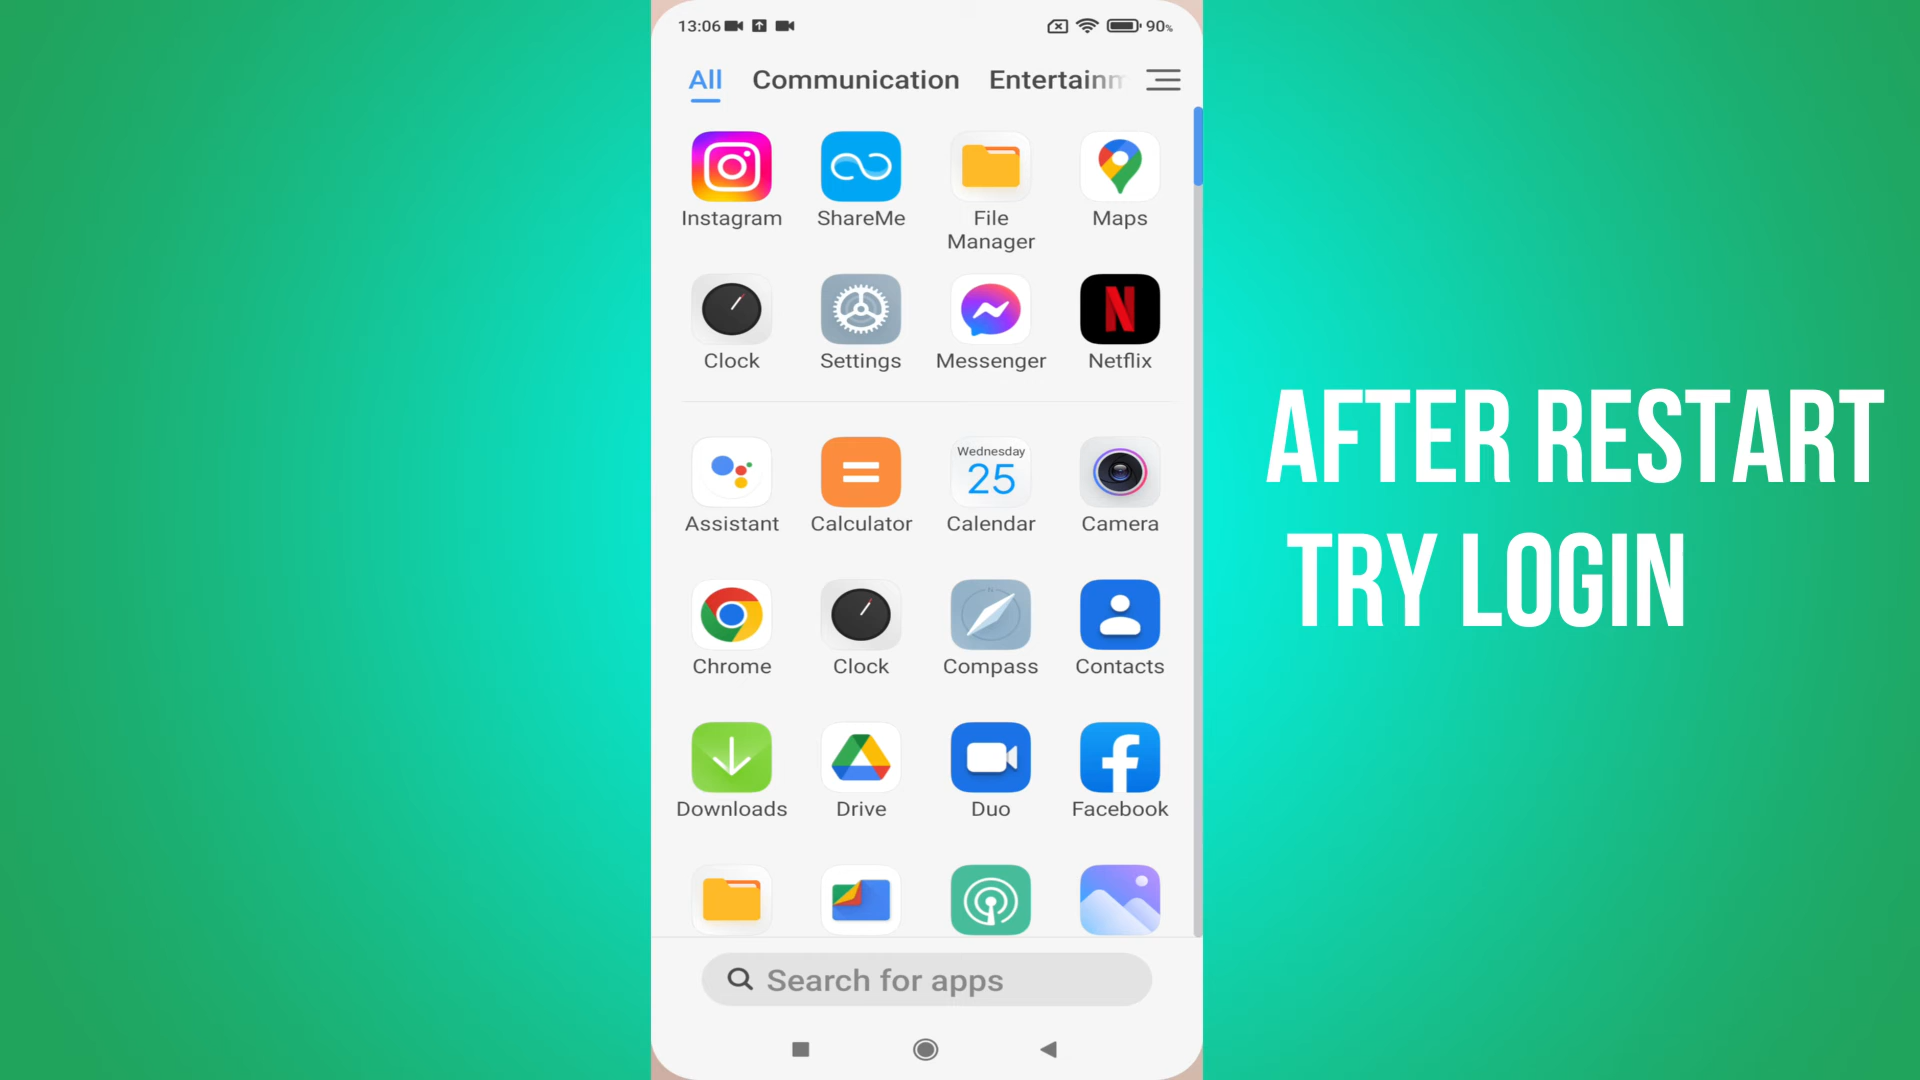 13:06
90%
All Communication Entertainm
Instagram ShareMe File Manager Maps
Clock Settings Messenger Netflix
Wednesday
25
Assistant Calculator Calendar Camera
N
Chrome Clock Compass Contacts
Downloads Drive Duo Facebook
Search for apps
AFTER RESTART
TRY LOGIN